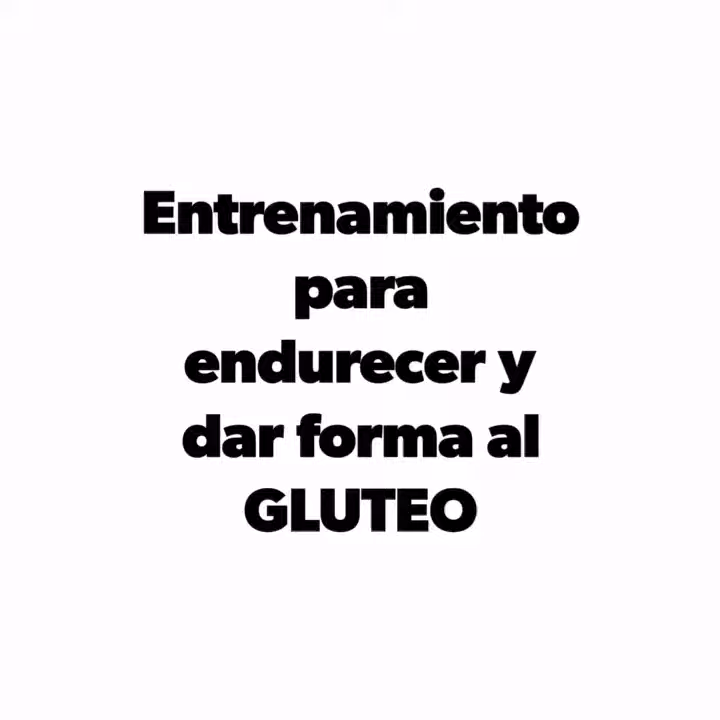 Entrenamiento
para
endurecer y
dar forma al
GLUTEO